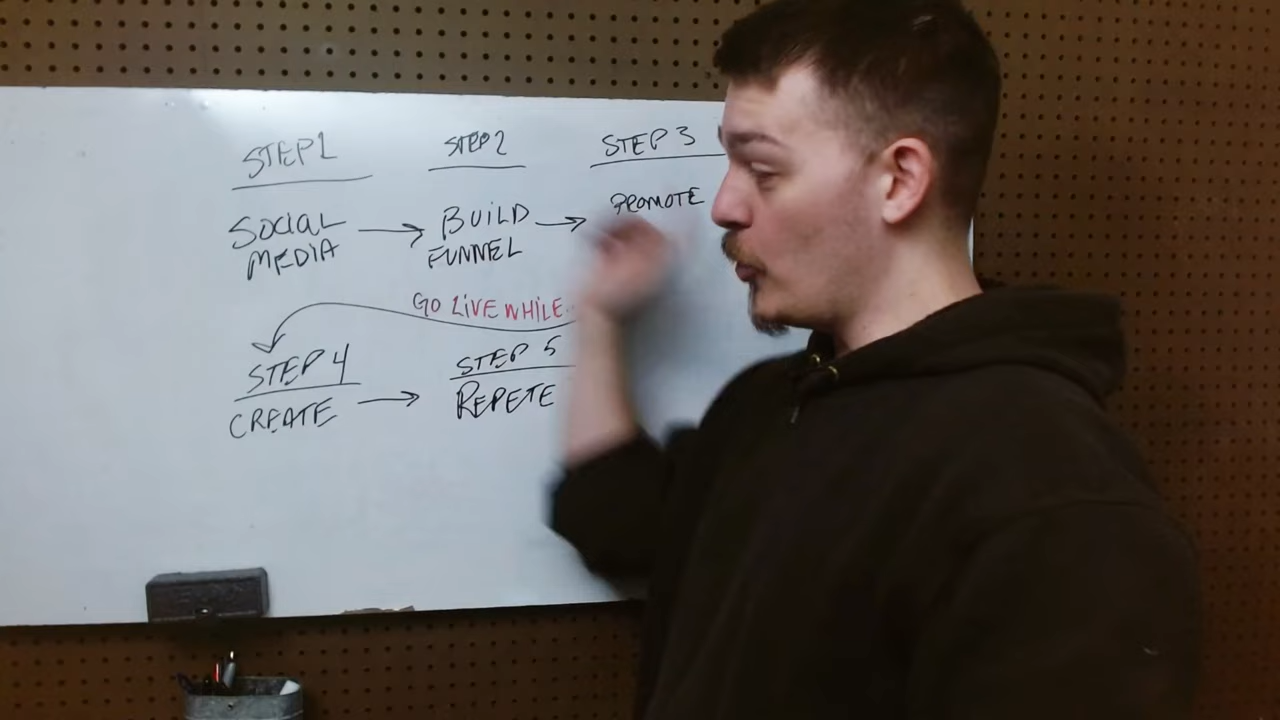 STEP 1
SOCIAL
MEDIA
STEP 2
BUILD
FUNNEL
STEP 3
PROMOTE
GO LIVE WHILE
STEP 4
CREATE
STEP 5
REPETE